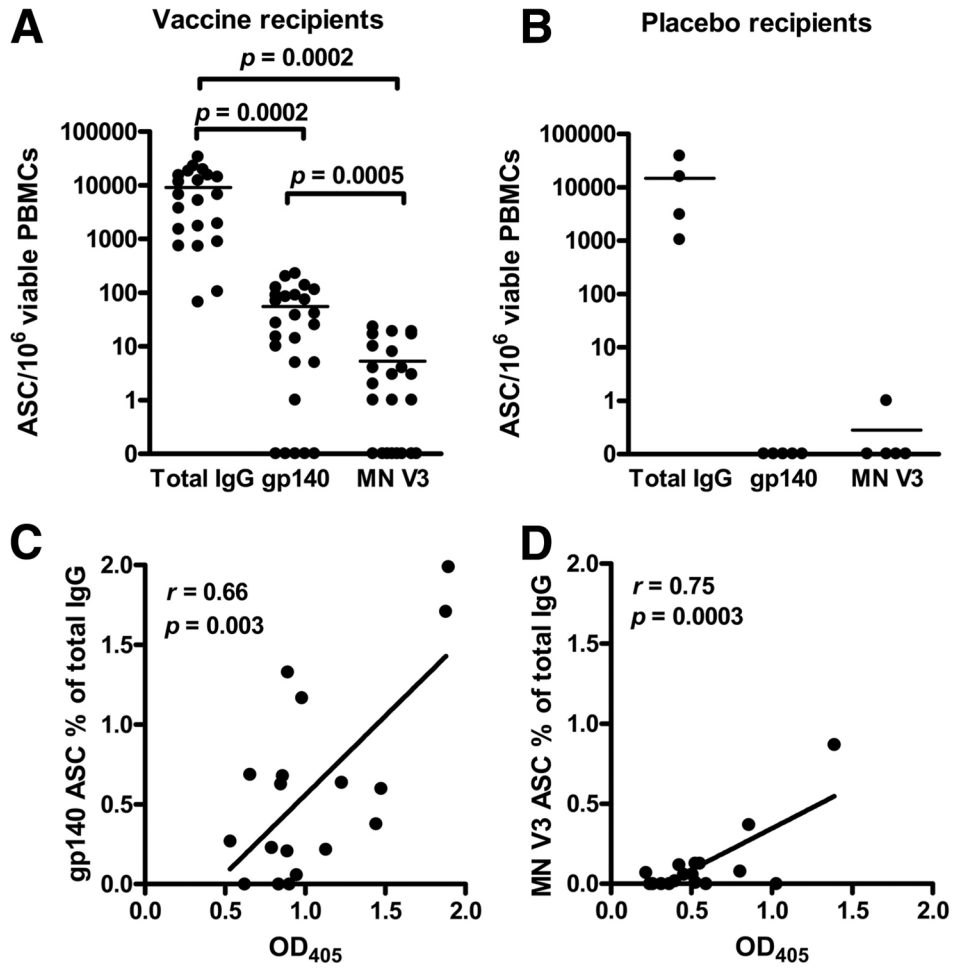 A
Vaccine recipients
p = 0.0002
p = 0.0002
p = 0.0005
ASC/10⁶ viable PBMCs
100000
10000
1000
100
10
1
0
Total IgG gp140 MN V3
B
Placebo recipients
ASC/10⁶ viable PBMCs
100000
10000
1000
100
10
1
0
Total IgG gp140 MN V3
C
r = 0.66
p = 0.003
gp140 ASC % of total IgG
2.0
1.5
1.0
0.5
0.0
0.0 0.5 1.0 1.5 2.0
OD₄₀₅
D
r = 0.75
p = 0.0003
MN V3 ASC % of total IgG
2.0
1.5
1.0
0.5
0.0
0.0 0.5 1.0 1.5 2.0
OD₄₀₅